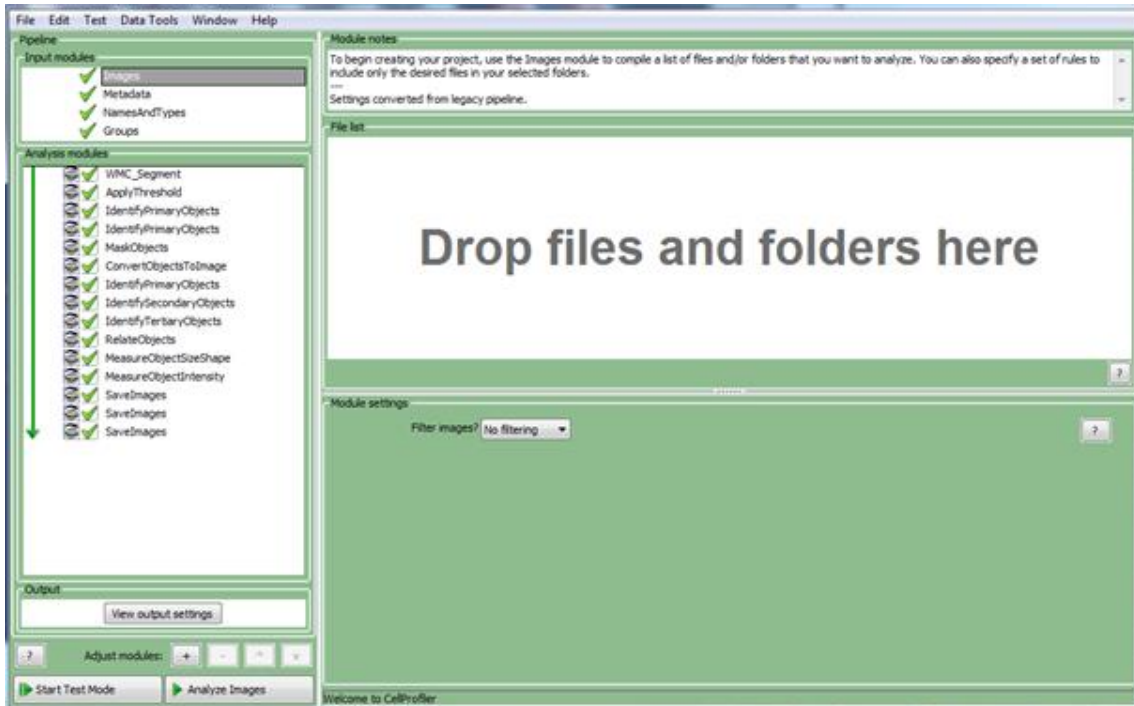 File Edit Test Data Tools Window Help
Pipeline
Input modules
Images
Metadata
NamesAndTypes
Groups
Analysis modules
WMC_Segment
ApplyThreshold
IdentifyPrimaryObjects
IdentifyPrimaryObjects
MaskObjects
ConvertObjectsToImage
IdentifyPrimaryObjects
IdentifySecondaryObjects
IdentifyTertiaryObjects
RelateObjects
MeasureObjectSizeShape
MeasureObjectIntensity
SaveImages
SaveImages
SaveImages
Output
View output settings
? Adjust modules: + - ^ v
Start Test Mode Analyze Images
Module notes
To begin creating your project, use the Images module to compile a list of files and/or folders that you want to analyze. You can also specify a set of rules to
include only the desired files in your selected folders.
---
Settings converted from legacy pipeline.
File list
Drop files and folders here
?
Module settings
Filter images? No filtering ?
Welcome to CellProfiler